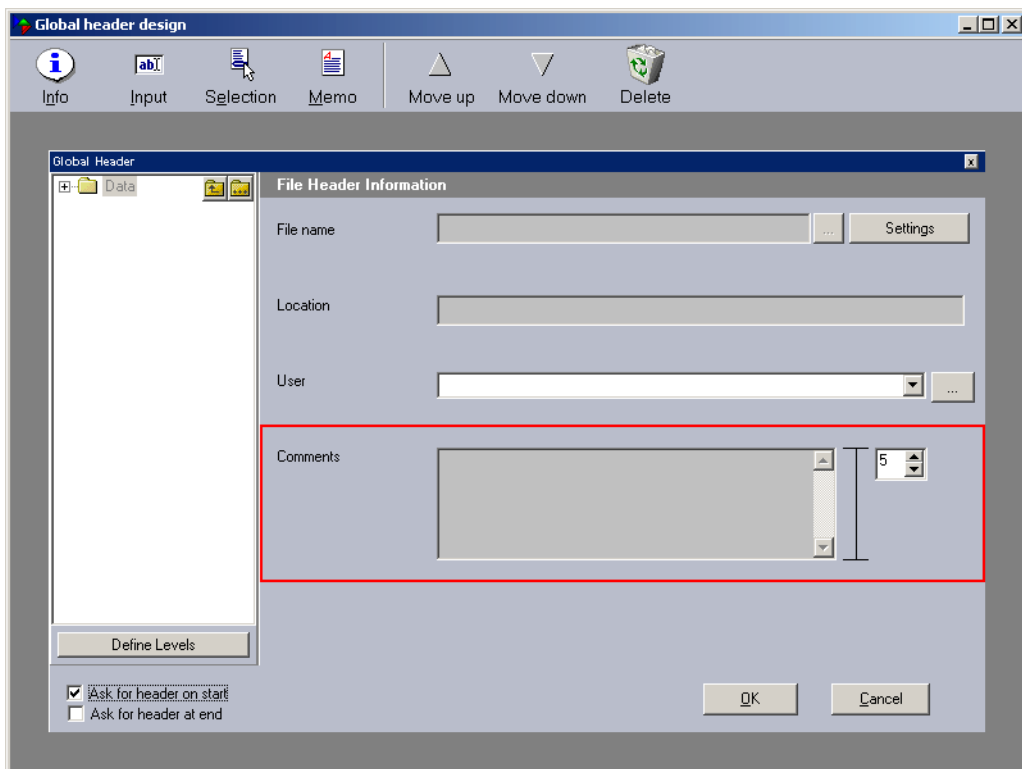 Global header design
Info Input Selection Memo Move up Move down Delete
Global Header
Data
File Header Information
File name ... Settings
Location
User ...
Comments 5
Define Levels
Ask for header on start
Ask for header at end
OK Cancel